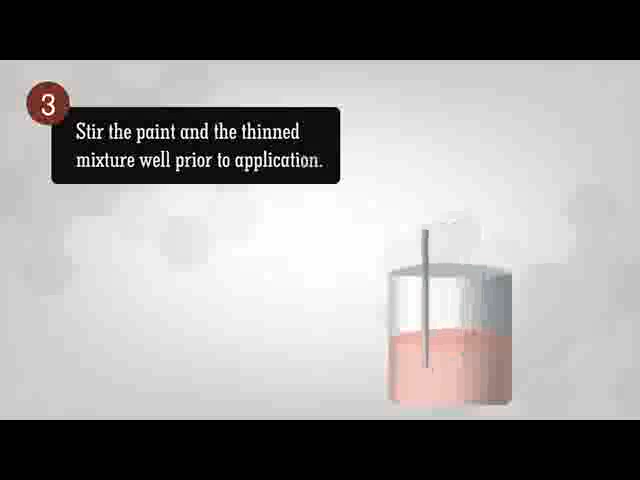 3
Stir the paint and the thinned
mixture well prior to application.